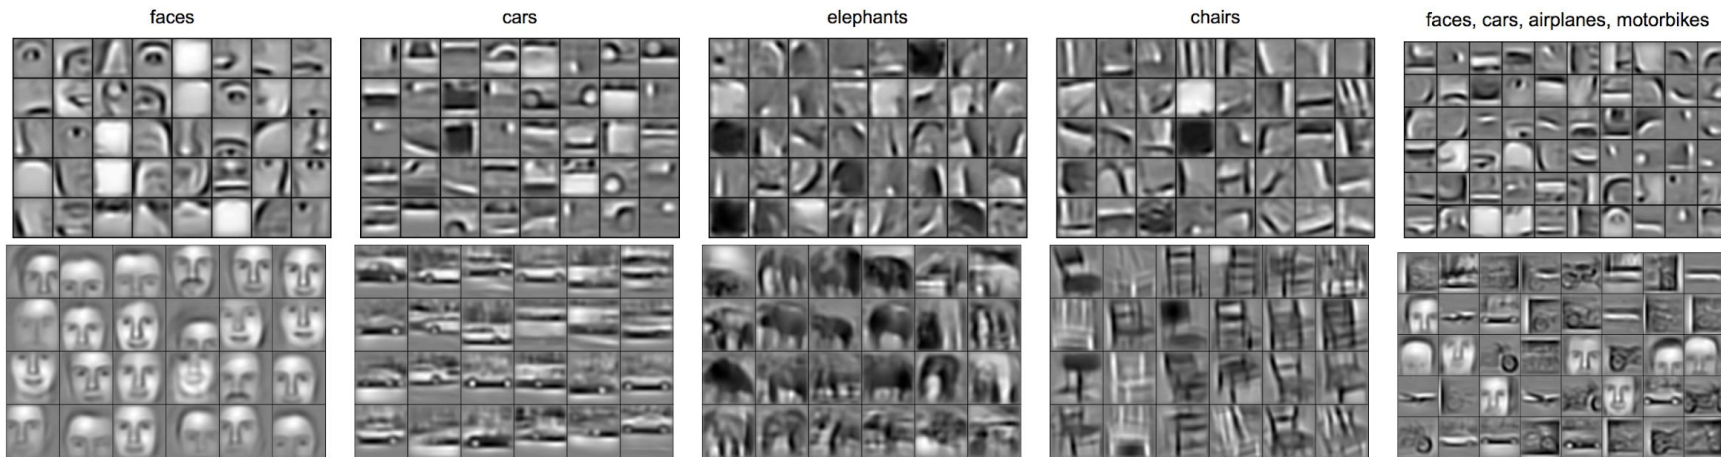 faces
cars
elephants
chairs
faces, cars, airplanes, motorbikes